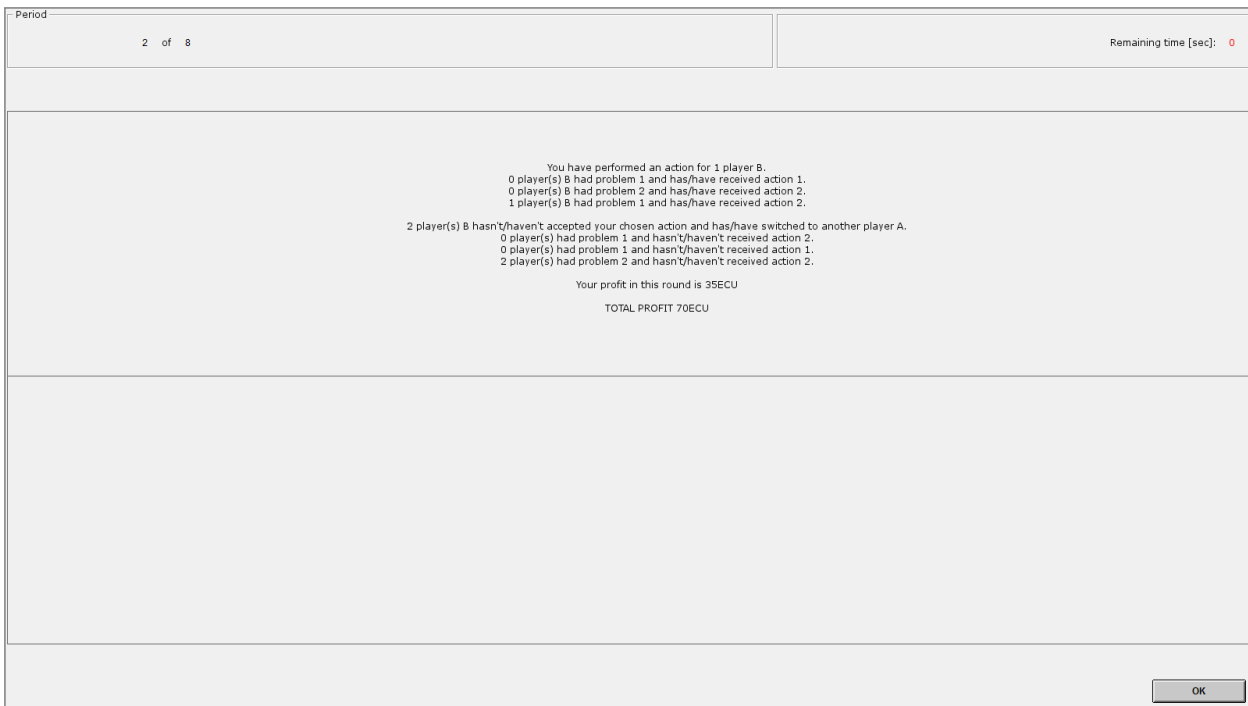 Period
2 of 8
Remaining time [sec]: 0
You have performed an action for 1 player B.
0 player(s) B had problem 1 and has/have received action 1.
0 player(s) B had problem 2 and has/have received action 2.
1 player(s) B had problem 1 and has/have received action 2.
2 player(s) B hasn't/haven't accepted your chosen action and has/have switched to another player A.
0 player(s) had problem 1 and hasn't/haven't received action 2.
0 player(s) had problem 1 and hasn't/haven't received action 1.
2 player(s) had problem 2 and hasn't/haven't received action 2.
Your profit in this round is 35ECU
TOTAL PROFIT 70ECU
OK